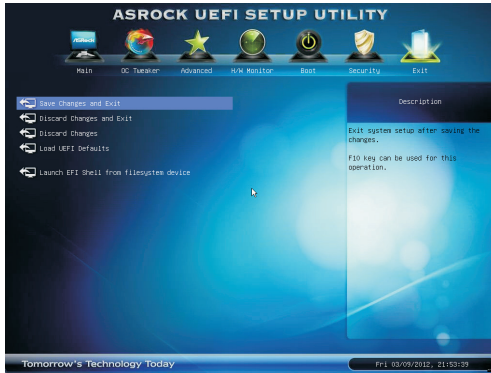 ASROCK UEFI SETUP UTILITY
ASRock
Main OC Tweaker Advanced H/W Monitor Boot Security Exit
Save Changes and Exit
Discard Changes and Exit
Discard Changes
Load UEFI Defaults
Launch EFI Shell from filesystem device
Description
Exit system setup after saving the
changes.
F10 key can be used for this
operation.
Tomorrow's Technology Today
Fri 03/09/2012, 21:53:39